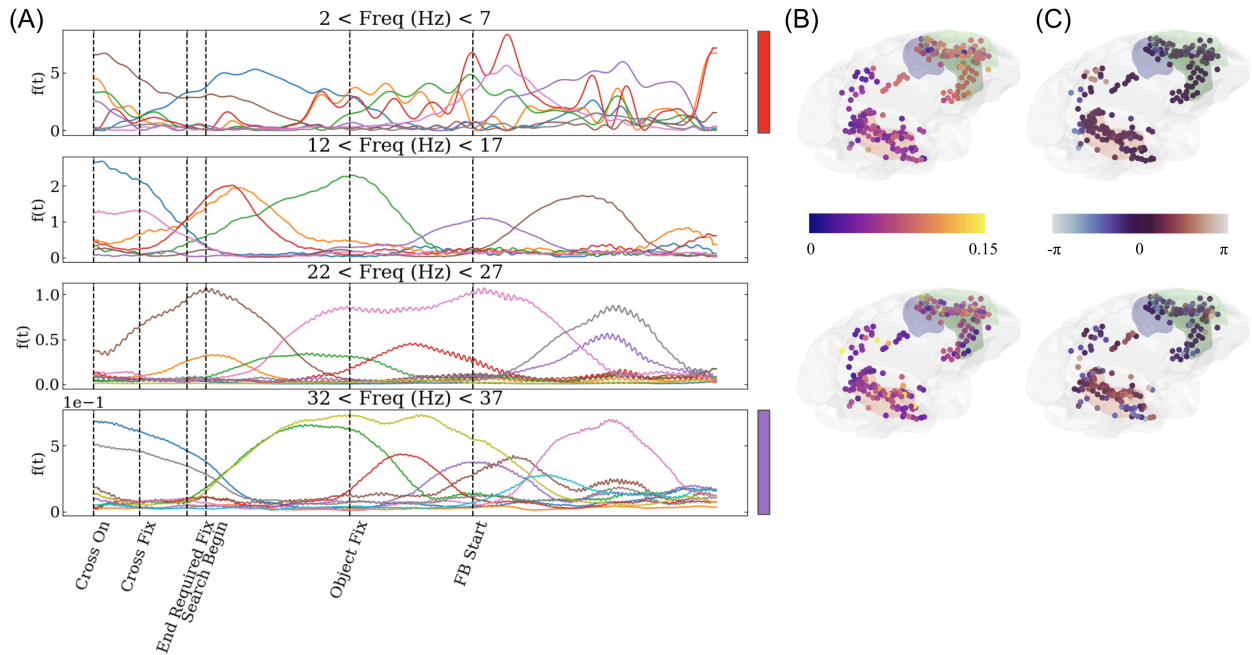 (A)
(B)
(C)
2 < Freq (Hz) < 7
f(t)
5
0
12 < Freq (Hz) < 17
f(t)
2
1
0
22 < Freq (Hz) < 27
f(t)
1.0
0.5
0.0
32 < Freq (Hz) < 37
1e−1
f(t)
5
0
Cross On
Cross Fix
End Required Fix
Search Begin
Object Fix
FB Start
0
0.15
-π
0
π